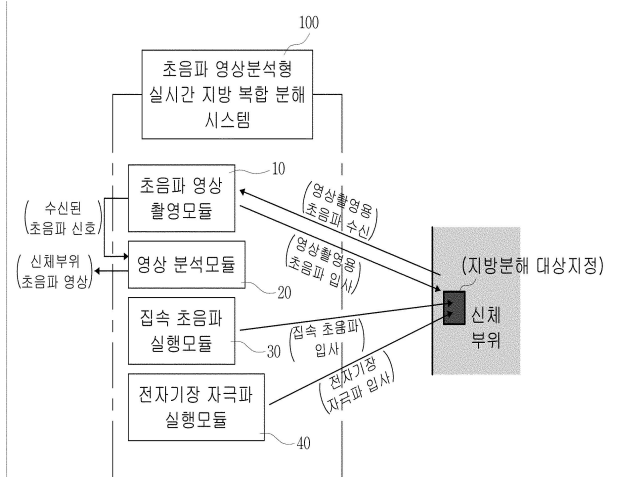 100
초음파 영상분석형
실시간 지방 복합 분해
시스템
10
초음파 영상
촬영모듈
(수신된
초음파 신호)
(신체부위
초음파 영상)
영상 분석모듈
20
집속 초음파
실행모듈
30
전자기장 자극파
실행모듈
40
(영상촬영용
초음파 수신)
(영상촬영용
초음파 입사)
(집속 초음파
입사)
(전자기장
자극파 입사)
(지방분해 대상지정)
신체
부위